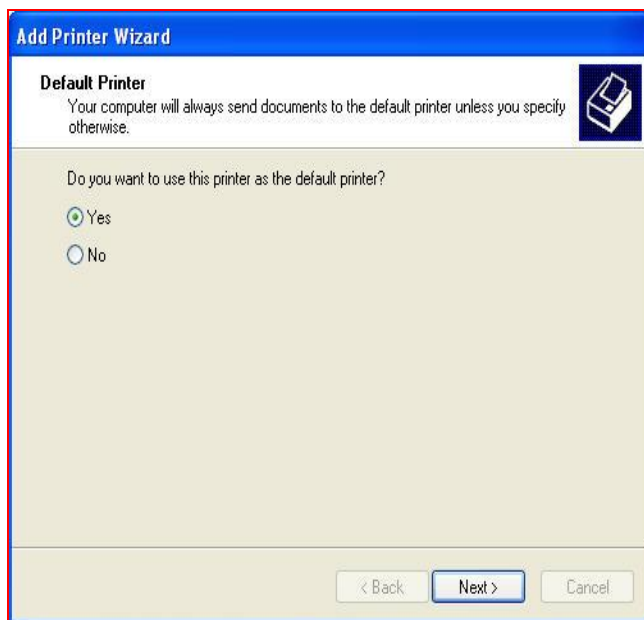 Add Printer Wizard
Default Printer
Your computer will always send documents to the default printer unless you specify
otherwise.
Do you want to use this printer as the default printer?
Yes
No
< Back
Next >
Cancel